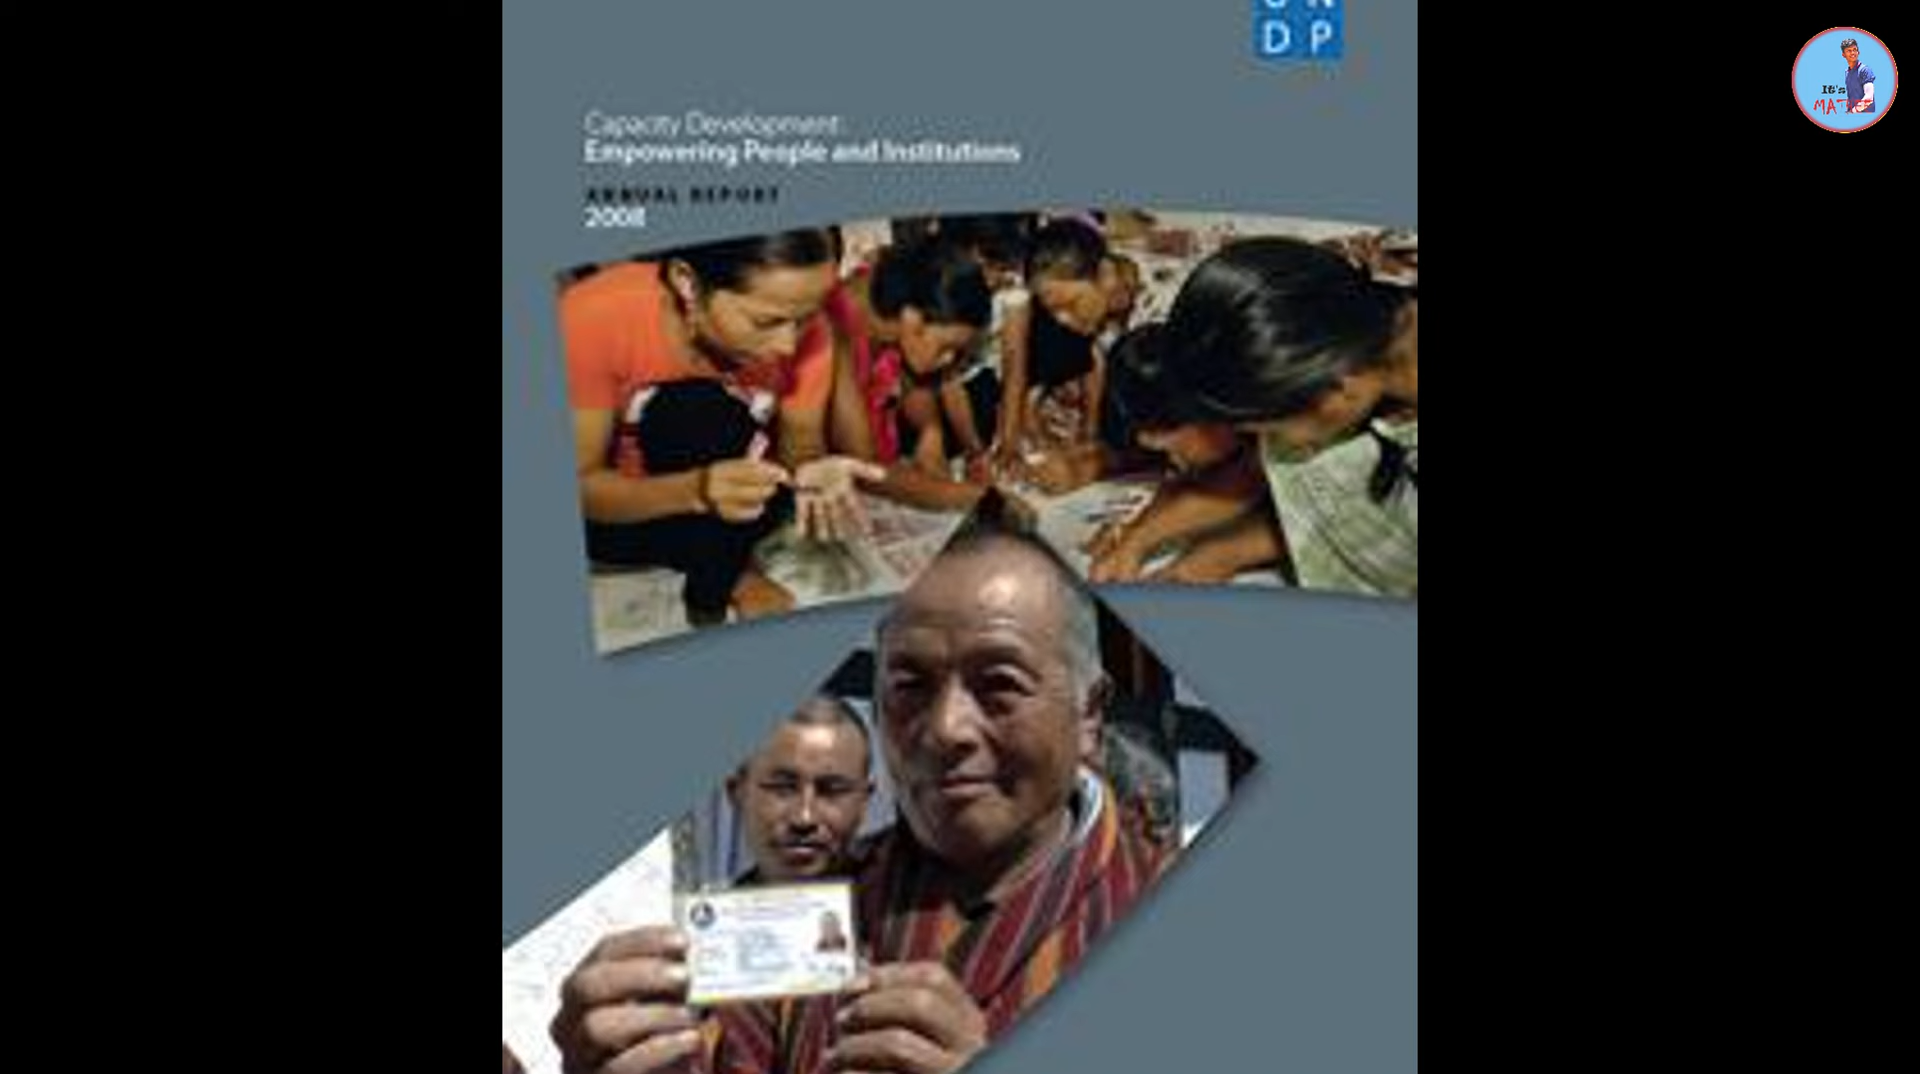 D P
Capacity Development:
Empowering People and Institutions
ANNUAL REPORT
2008
It's